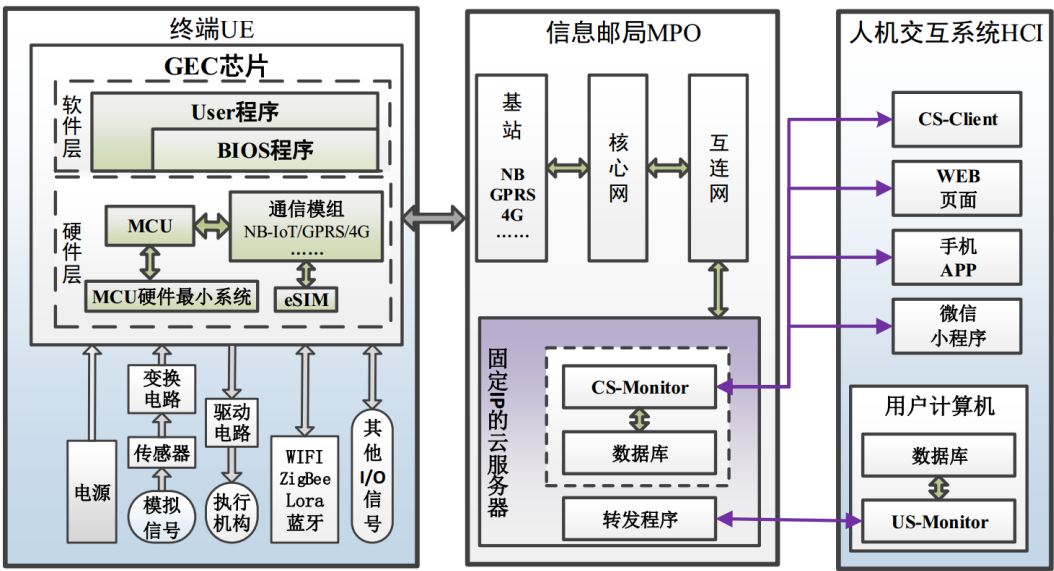 终端UE
GEC芯片
软件层
User程序
BIOS程序
硬件层
MCU
通信模组
NB-IoT/GPRS/4G
……
MCU硬件最小系统
eSIM
电源
变换
电路
传感器
模拟
信号
驱动
电路
执行
机构
WIFI
ZigBee
Lora
蓝牙
其他I/O信号
信息邮局MPO
基站
NB
GPRS
4G
……
核心网
互连网
固定IP的云服务器
CS-Monitor
数据库
转发程序
人机交互系统HCI
CS-Client
WEB
页面
手机
APP
微信
小程序
用户计算机
数据库
US-Monitor